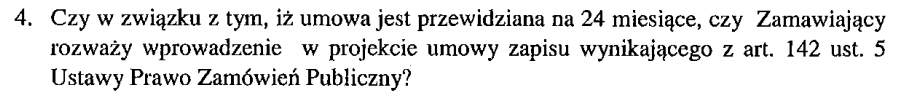 4. Czy w związku z tym, iż umowa jest przewidziana na 24 miesiące, czy Zamawiający
rozważy wprowadzenie w projekcie umowy zapisu wynikającego z art. 142 ust. 5
Ustawy Prawo Zamówień Publiczny?